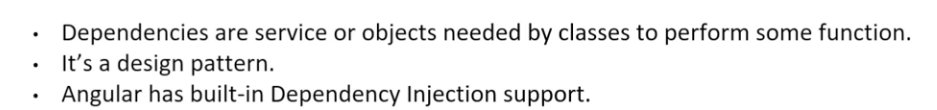 • Dependencies are service or objects needed by classes to perform some function.
• It's a design pattern.
• Angular has built-in Dependency Injection support.